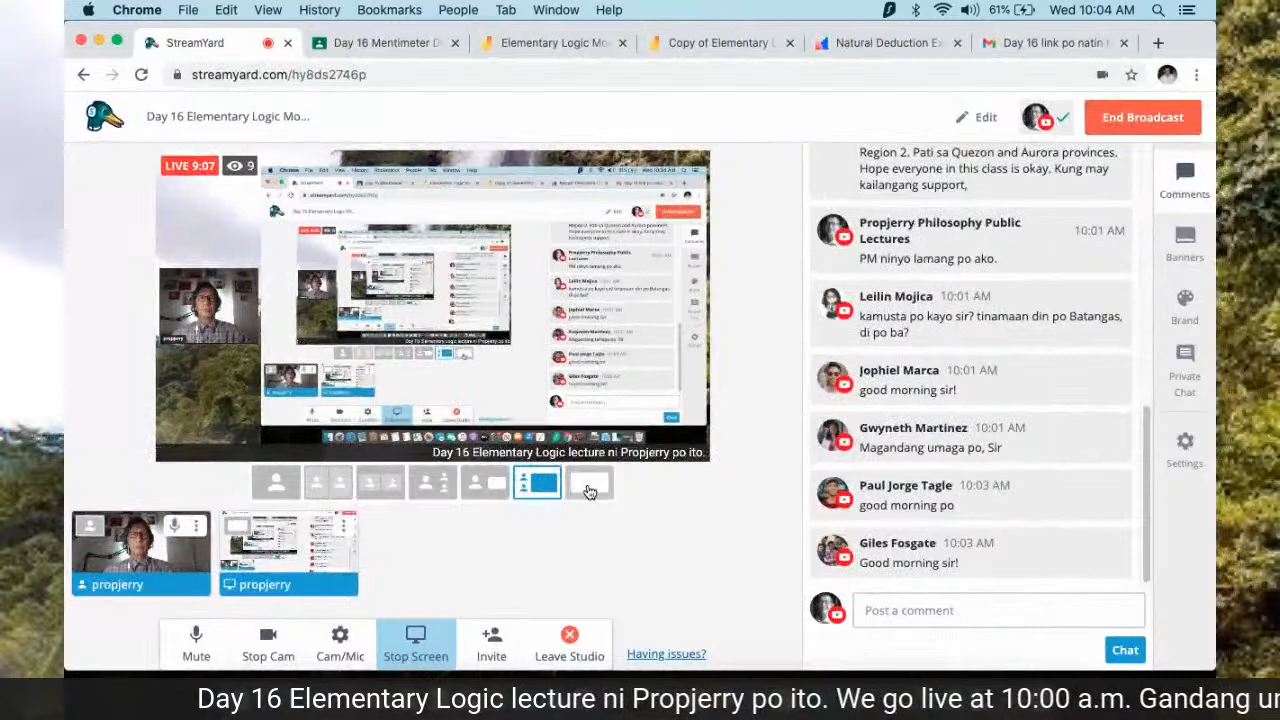 Chrome File Edit View History Bookmarks People Tab Window Help 61% Wed 10:04 AM
StreamYard Day 16 Mentimeter D Elementary Logic Mo Copy of Elementary L Natural Deduction Ex Day 16 link po natin
streamyard.com/hy8ds2746p
Day 16 Elementary Logic Mo... Edit End Broadcast
LIVE 9:07 9
propjerry
Day 16 Elementary Logic lecture ni Propjerry po ito.
propjerry
propjerry
Mute Stop Cam Cam/Mic Stop Screen Invite Leave Studio Having issues?
Region 2. Pati sa Quezon and Aurora provinces.
Hope everyone in this class is okay. Kung may
kailangang support,
Propjerry Philosophy Public
Lectures 10:01 AM
PM ninyo lamang po ako.
Leilin Mojica 10:01 AM
kamusta po kayo sir? tinamaan din po Batangas,
di po ba?
Jophiel Marca 10:01 AM
good morning sir!
Gwyneth Martinez 10:01 AM
Magandang umaga po, Sir
Paul Jorge Tagle 10:03 AM
good morning po
Giles Fosgate 10:03 AM
Good morning sir!
Post a comment
Chat
Comments
Banners
Brand
Private
Chat
Settings
Day 16 Elementary Logic lecture ni Propjerry po ito. We go live at 10:00 a.m. Gandang